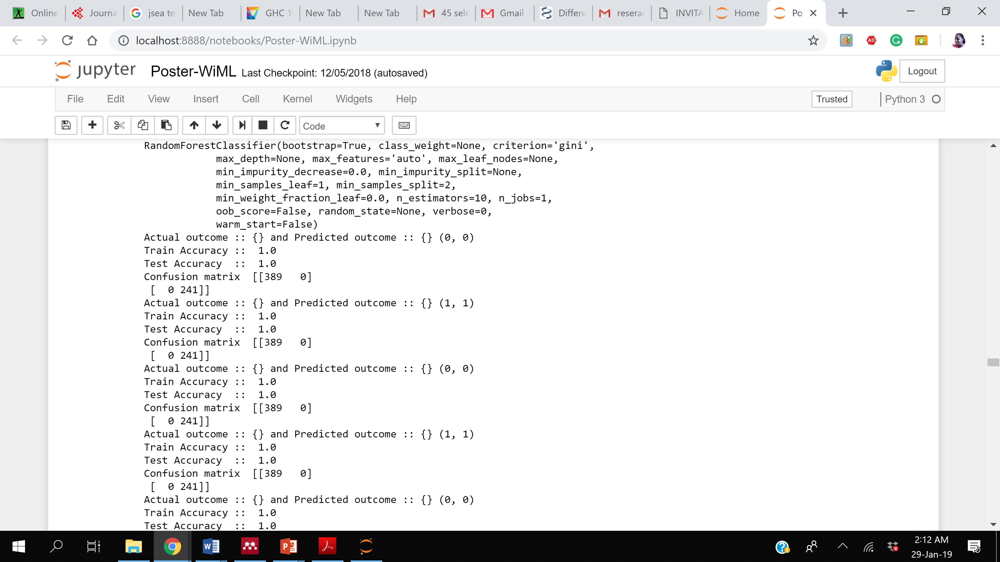 Online Journa jsea te New Tab GHC 1 New Tab New Tab 45 sele Gmail Differe reserac INVITA Home Po
localhost:8888/notebooks/Poster-WiML.ipynb AD G
jupyter Poster-WiML Last Checkpoint: 12/05/2018 (autosaved) Logout
File Edit View Insert Cell Kernel Widgets Help Trusted Python 3
Code
RandomForestClassifier(bootstrap=True, class_weight=None, criterion='gini',
max_depth=None, max_features='auto', max_leaf_nodes=None,
min_impurity_decrease=0.0, min_impurity_split=None,
min_samples_leaf=1, min_samples_split=2,
min_weight_fraction_leaf=0.0, n_estimators=10, n_jobs=1,
oob_score=False, random_state=None, verbose=0,
warm_start=False)
Actual outcome :: {} and Predicted outcome :: {} (0, 0)
Train Accuracy ::  1.0
Test Accuracy  ::  1.0
Confusion matrix  [[389   0]
 [  0 241]]
Actual outcome :: {} and Predicted outcome :: {} (1, 1)
Train Accuracy ::  1.0
Test Accuracy  ::  1.0
Confusion matrix  [[389   0]
 [  0 241]]
Actual outcome :: {} and Predicted outcome :: {} (0, 0)
Train Accuracy ::  1.0
Test Accuracy  ::  1.0
Confusion matrix  [[389   0]
 [  0 241]]
Actual outcome :: {} and Predicted outcome :: {} (1, 1)
Train Accuracy ::  1.0
Test Accuracy  ::  1.0
Confusion matrix  [[389   0]
 [  0 241]]
Actual outcome :: {} and Predicted outcome :: {} (0, 0)
Train Accuracy ::  1.0
Test Accuracy  ::  1.0
2:12 AM
29-Jan-19